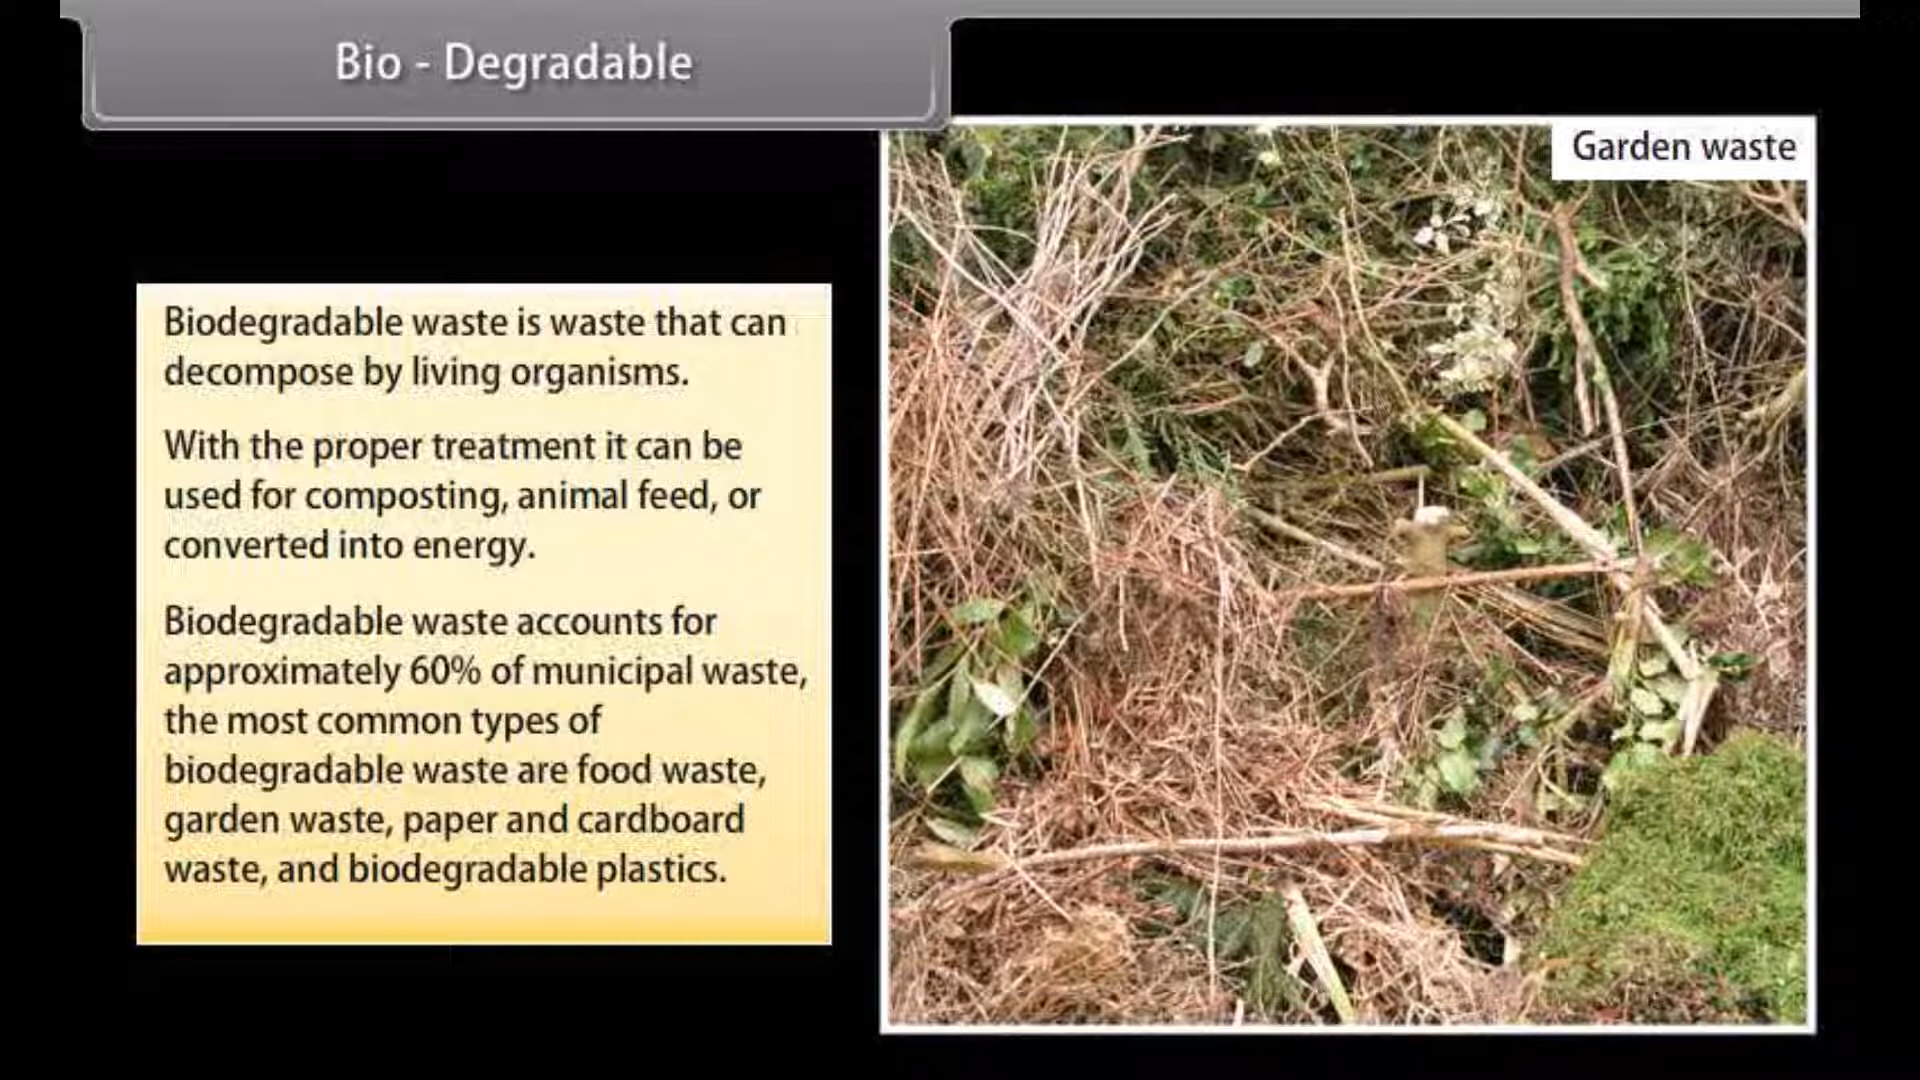 Bio - Degradable
Garden waste
Biodegradable waste is waste that can
decompose by living organisms.
With the proper treatment it can be
used for composting, animal feed, or
converted into energy.
Biodegradable waste accounts for
approximately 60% of municipal waste,
the most common types of
biodegradable waste are food waste,
garden waste, paper and cardboard
waste, and biodegradable plastics.